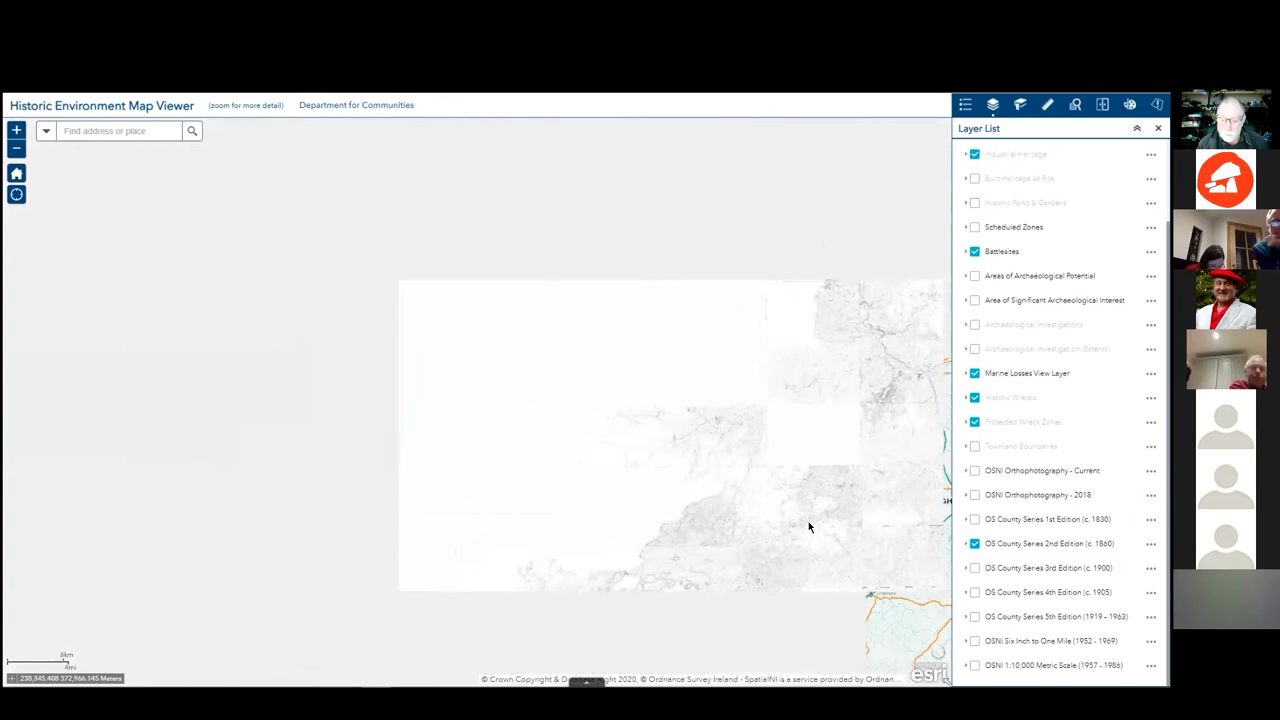 Historic Environment Map Viewer (zoom for more detail) Department for Communities
+
Find address or place
−
Layer List
Industrial Heritage
Built Heritage At Risk
Historic Parks & Gardens
Scheduled Zones
Battlesites
Areas of Archaeological Potential
Area of Significant Archaeological Interest
Archaeological Investigations
Archaeological Investigation (Extents)
Marine Losses View Layer
Historic Wrecks
Protected Wreck Zones
Townland Boundaries
OSNI Orthophotography - Current
OSNI Orthophotography - 2018
OS County Series 1st Edition (c. 1830)
OS County Series 2nd Edition (c. 1860)
OS County Series 3rd Edition (c. 1900)
OS County Series 4th Edition (c. 1905)
OS County Series 5th Edition (1919 - 1963)
OSNI Six Inch to One Mile (1952 - 1969)
OSNI 1:10,000 Metric Scale (1957 - 1986)
6km
4mi
238,345.408 372,966.145 Meters
© Crown Copyright & Database Right 2020, © Ordnance Survey Ireland - SpatialNI is a service provided by Ordnan...
esri